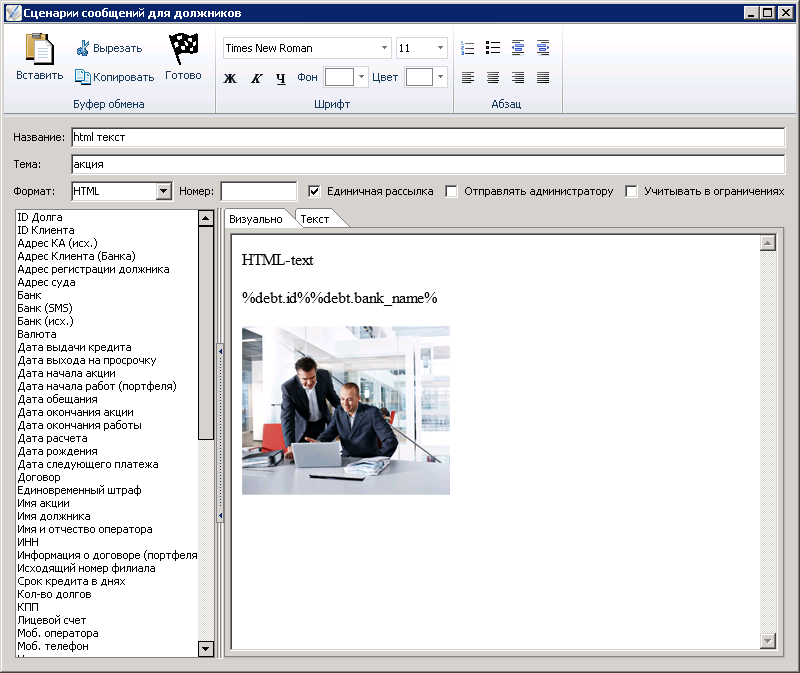 Сценарии сообщений для должников
Вставить
Вырезать
Копировать
Готово
Буфер обмена
Times New Roman 11
Ж К Ч Фон Цвет
Шрифт
Абзац
Название: html текст
Тема: акция
Формат: HTML Номер: Единичная рассылка Отправлять администратору Учитывать в ограничениях
ID Долга
ID Клиента
Адрес КА (исх.)
Адрес Клиента (Банка)
Адрес регистрации должника
Адрес суда
Банк
Банк (SMS)
Банк (исх.)
Валюта
Дата выдачи кредита
Дата выхода на просрочку
Дата начала акции
Дата начала работ (портфеля)
Дата обещания
Дата окончания акции
Дата окончания работы
Дата расчета
Дата рождения
Дата следующего платежа
Договор
Единовременный штраф
Имя акции
Имя должника
Имя и отчество оператора
ИНН
Информация о договоре (портфеля
Исходящий номер филиала
Срок кредита в днях
Кол-во долгов
КПП
Лицевой счет
Моб. оператора
Моб. телефон
Визуально Текст
HTML-text
%debt.id%%debt.bank_name%